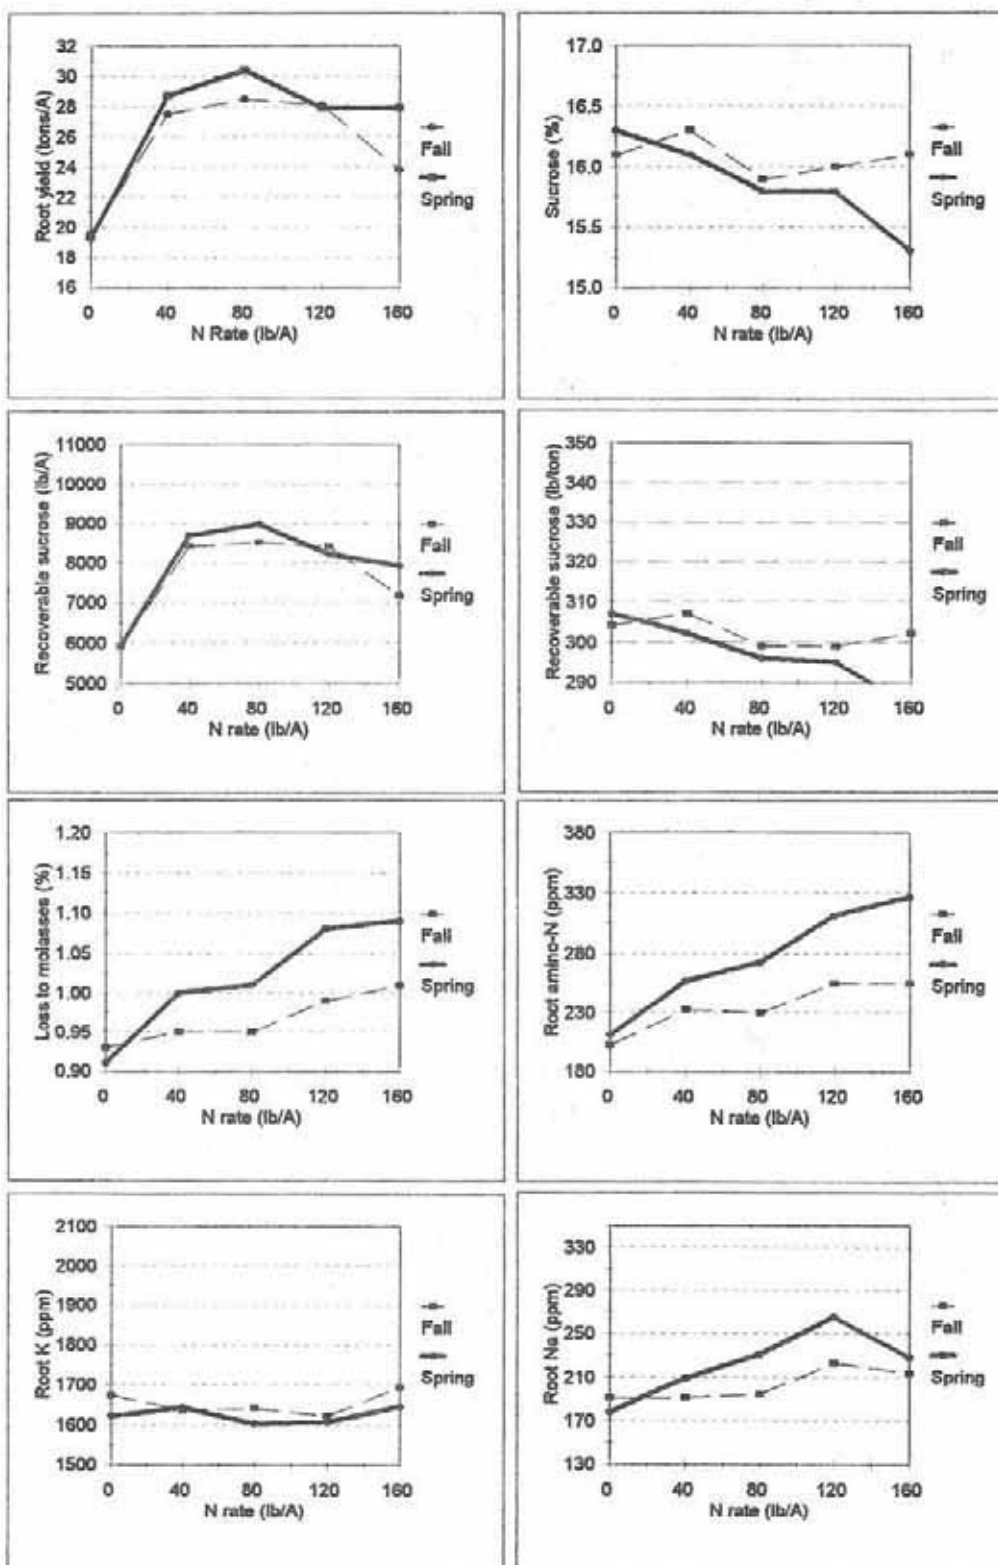 32
30
28
26
24
22
20
18
16
Root yield (tons/A)
0 40 80 120 160
N Rate (lb/A)
Fall
Spring
17.0
16.5
16.0
15.5
15.0
Sucrose (%)
0 40 80 120 160
N rate (lb/A)
Fall
Spring
11000
10000
9000
8000
7000
6000
5000
Recoverable sucrose (lb/A)
0 40 80 120 160
N rate (lb/A)
Fall
Spring
350
340
330
320
310
300
290
Recoverable sucrose (lb/ton)
0 40 80 120 160
N rate (lb/A)
Fall
Spring
1.20
1.15
1.10
1.05
1.00
0.95
0.90
Loss to molasses (%)
0 40 80 120 160
N rate (lb/A)
Fall
Spring
380
330
280
230
180
Root amino-N (ppm)
0 40 80 120 160
N rate (lb/A)
Fall
Spring
2100
2000
1900
1800
1700
1600
1500
Root K (ppm)
0 40 80 120 160
N rate (lb/A)
Fall
Spring
330
290
250
210
170
130
Root Na (ppm)
0 40 80 120 160
N rate (lb/A)
Fall
Spring